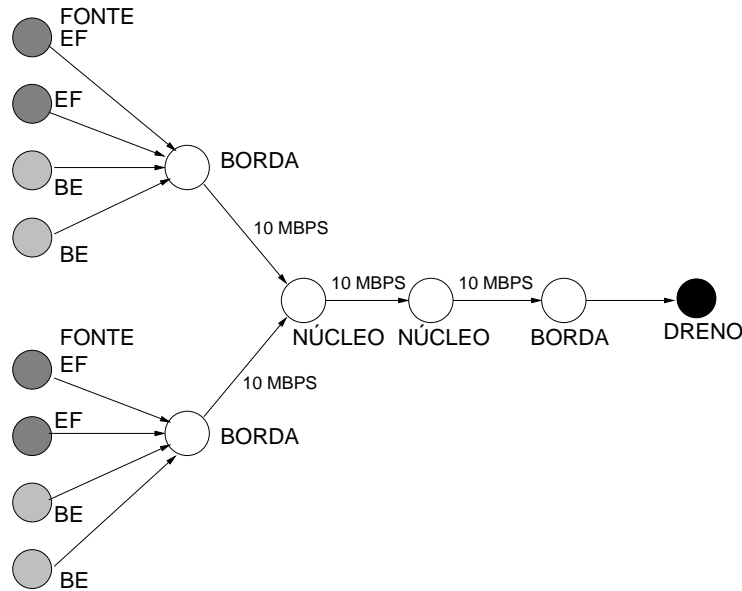 FONTE
EF
EF
BE
BE
BORDA
10 MBPS
10 MBPS
10 MBPS
NÚCLEO
NÚCLEO
BORDA
DRENO
FONTE
EF
EF
BE
BE
10 MBPS
BORDA